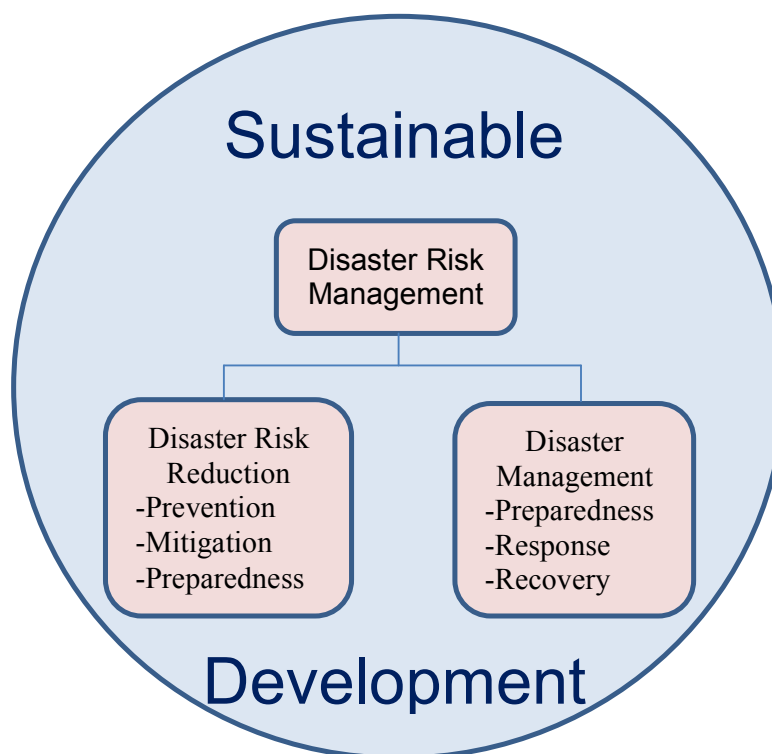 Sustainable
Disaster Risk
Management
Disaster Risk
Reduction
-Prevention
-Mitigation
-Preparedness
Disaster
Management
-Preparedness
-Response
-Recovery
Development